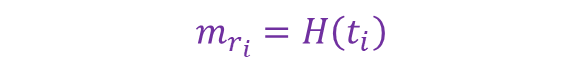 m_{r_i} = H(t_i)